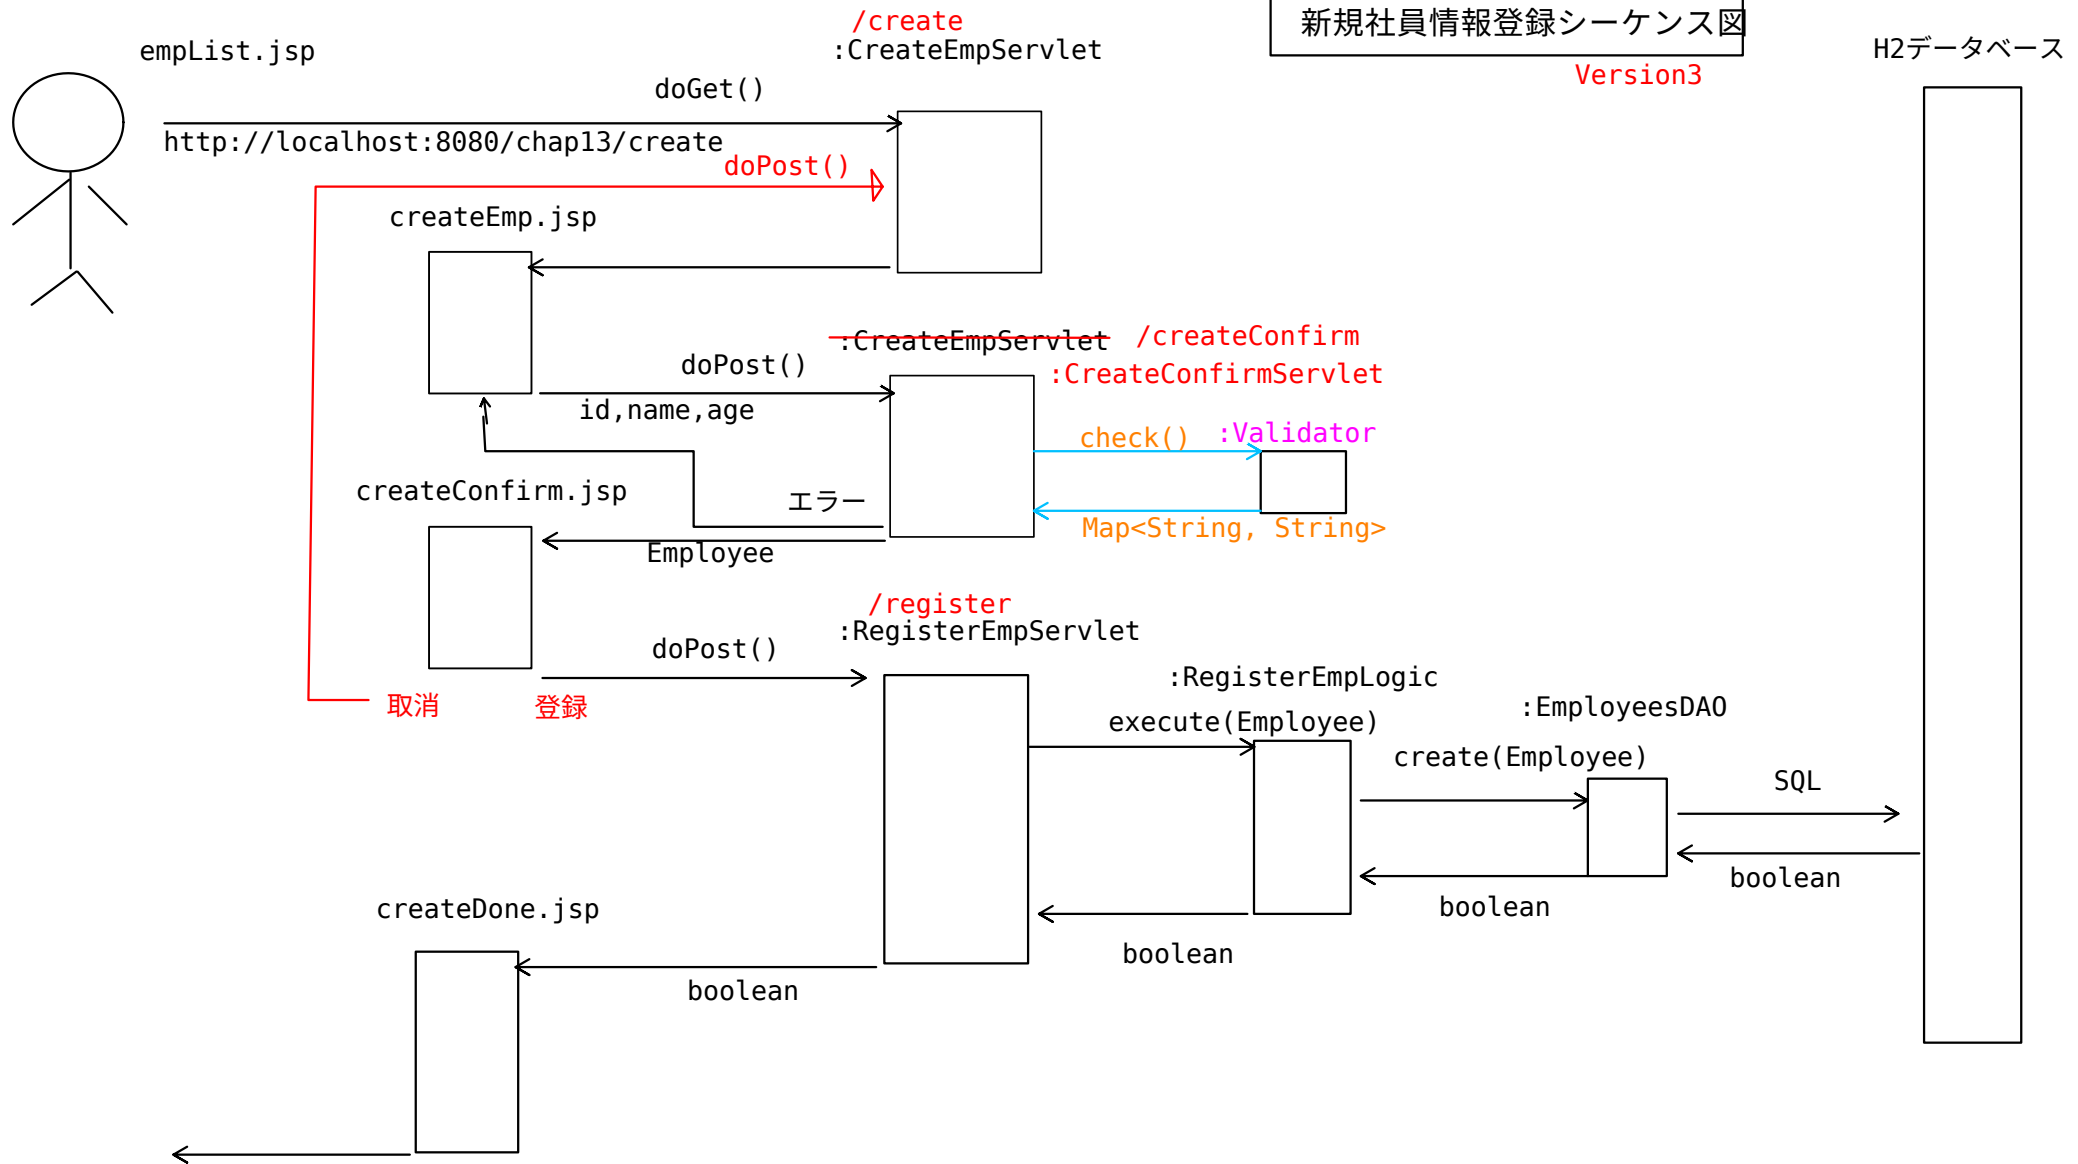 /create
新規社員情報登録シーケンス図
empList.jsp
:CreateEmpServlet
H2データベース
Version3
doGet()
http://localhost:8080/chap13/create
doPost()
createEmp.jsp
:CreateEmpServlet
/createConfirm
doPost()
:CreateConfirmServlet
id,name,age
check()
:Validator
createConfirm.jsp
エラー
Map<String, String>
Employee
/register
:RegisterEmpServlet
doPost()
:RegisterEmpLogic
取消
登録
:EmployeesDAO
execute(Employee)
create(Employee)
SQL
boolean
createDone.jsp
boolean
boolean
boolean